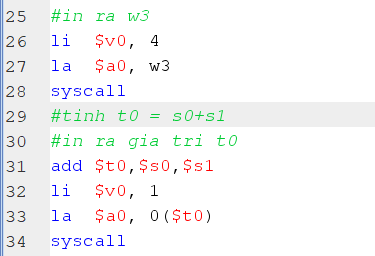 25 #in ra w3
26 li $v0, 4
27 la $a0, w3
28 syscall
29 #tinh t0 = s0+s1
30 #in ra gia tri t0
31 add $t0,$s0,$s1
32 li $v0, 1
33 la $a0, 0($t0)
34 syscall